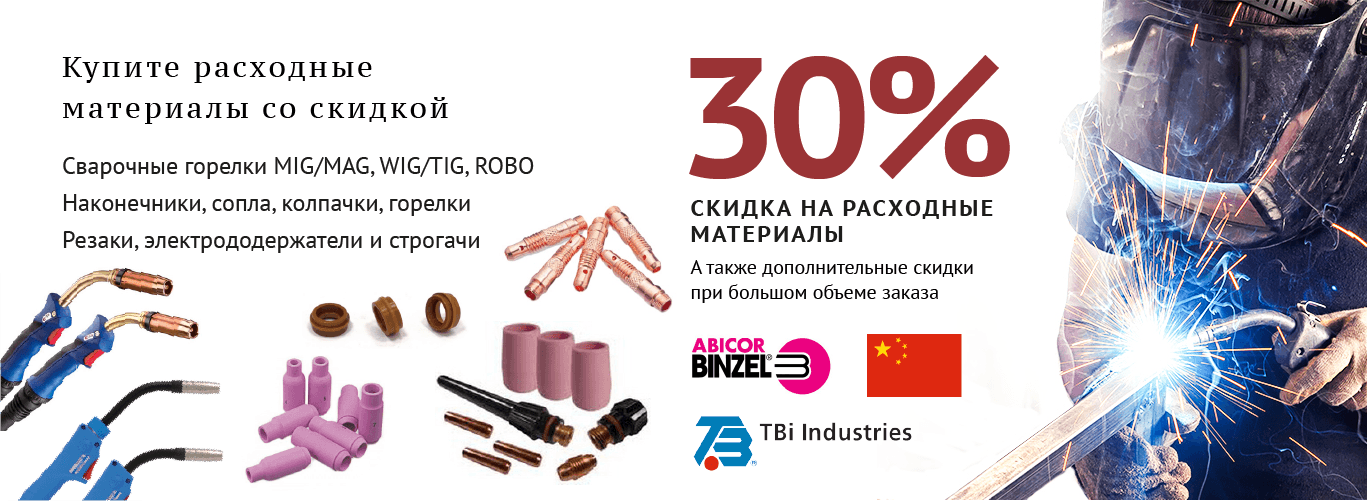 Купите расходные
материалы со скидкой
Сварочные горелки MIG/MAG, WIG/TIG, ROBO
Наконечники, сопла, колпачки, горелки
Резаки, электрододержатели и строгачи
30%
СКИДКА НА РАСХОДНЫЕ
МАТЕРИАЛЫ
А также дополнительные скидки
при большом объеме заказа
ABICOR
BINZEL®
TBi Industries